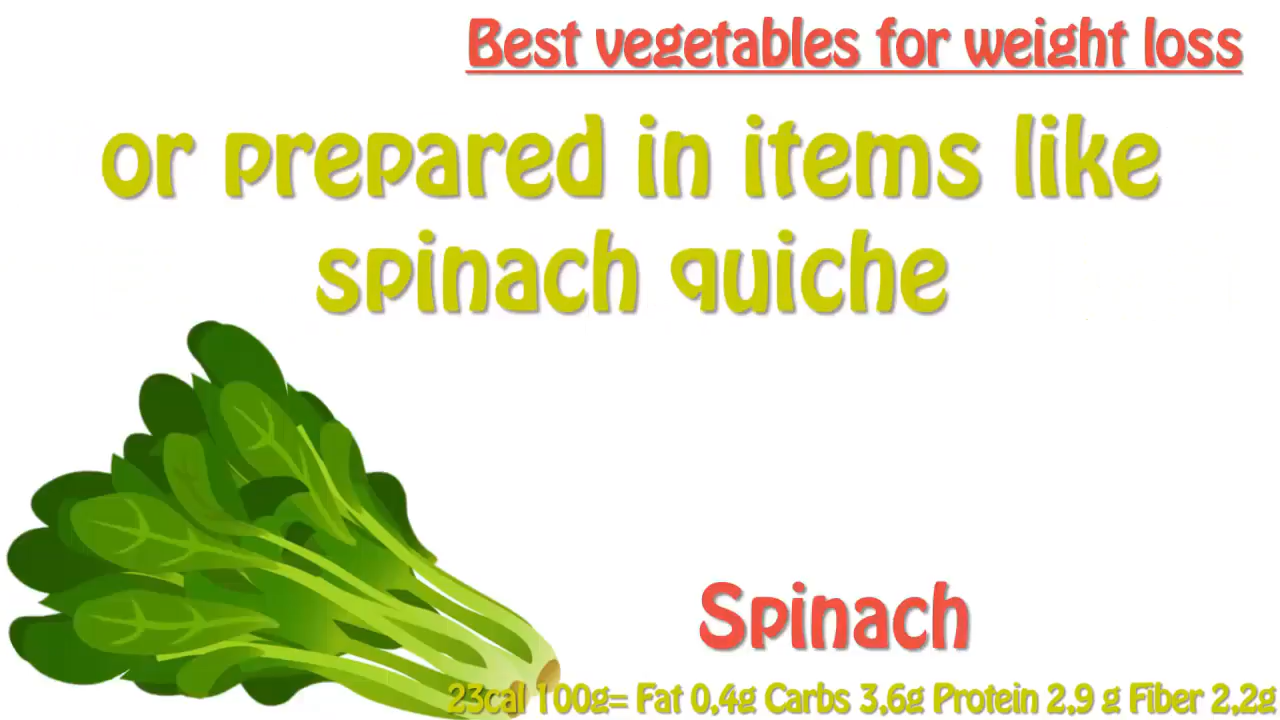 Best vegetables for weight loss
or prepared in items like
spinach quiche
Spinach
23cal 100g= Fat 0,4g Carbs 3,6g Protein 2,9 g Fiber 2,2g